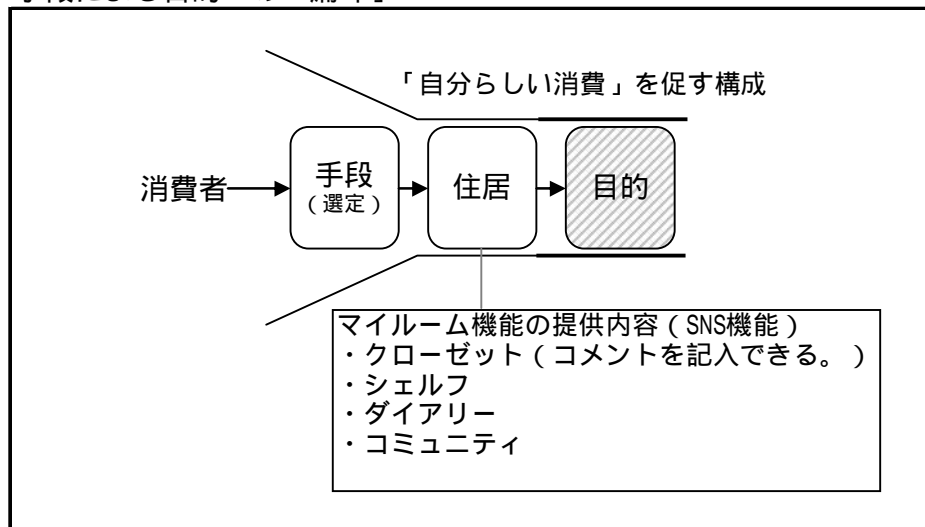 「自分らしい消費」を促す構成
消費者
手段
(選定)
住居
目的
マイルーム機能の提供内容(SNS機能)
・クローゼット(コメントを記入できる。)
・シェルフ
・ダイアリー
・コミュニティ